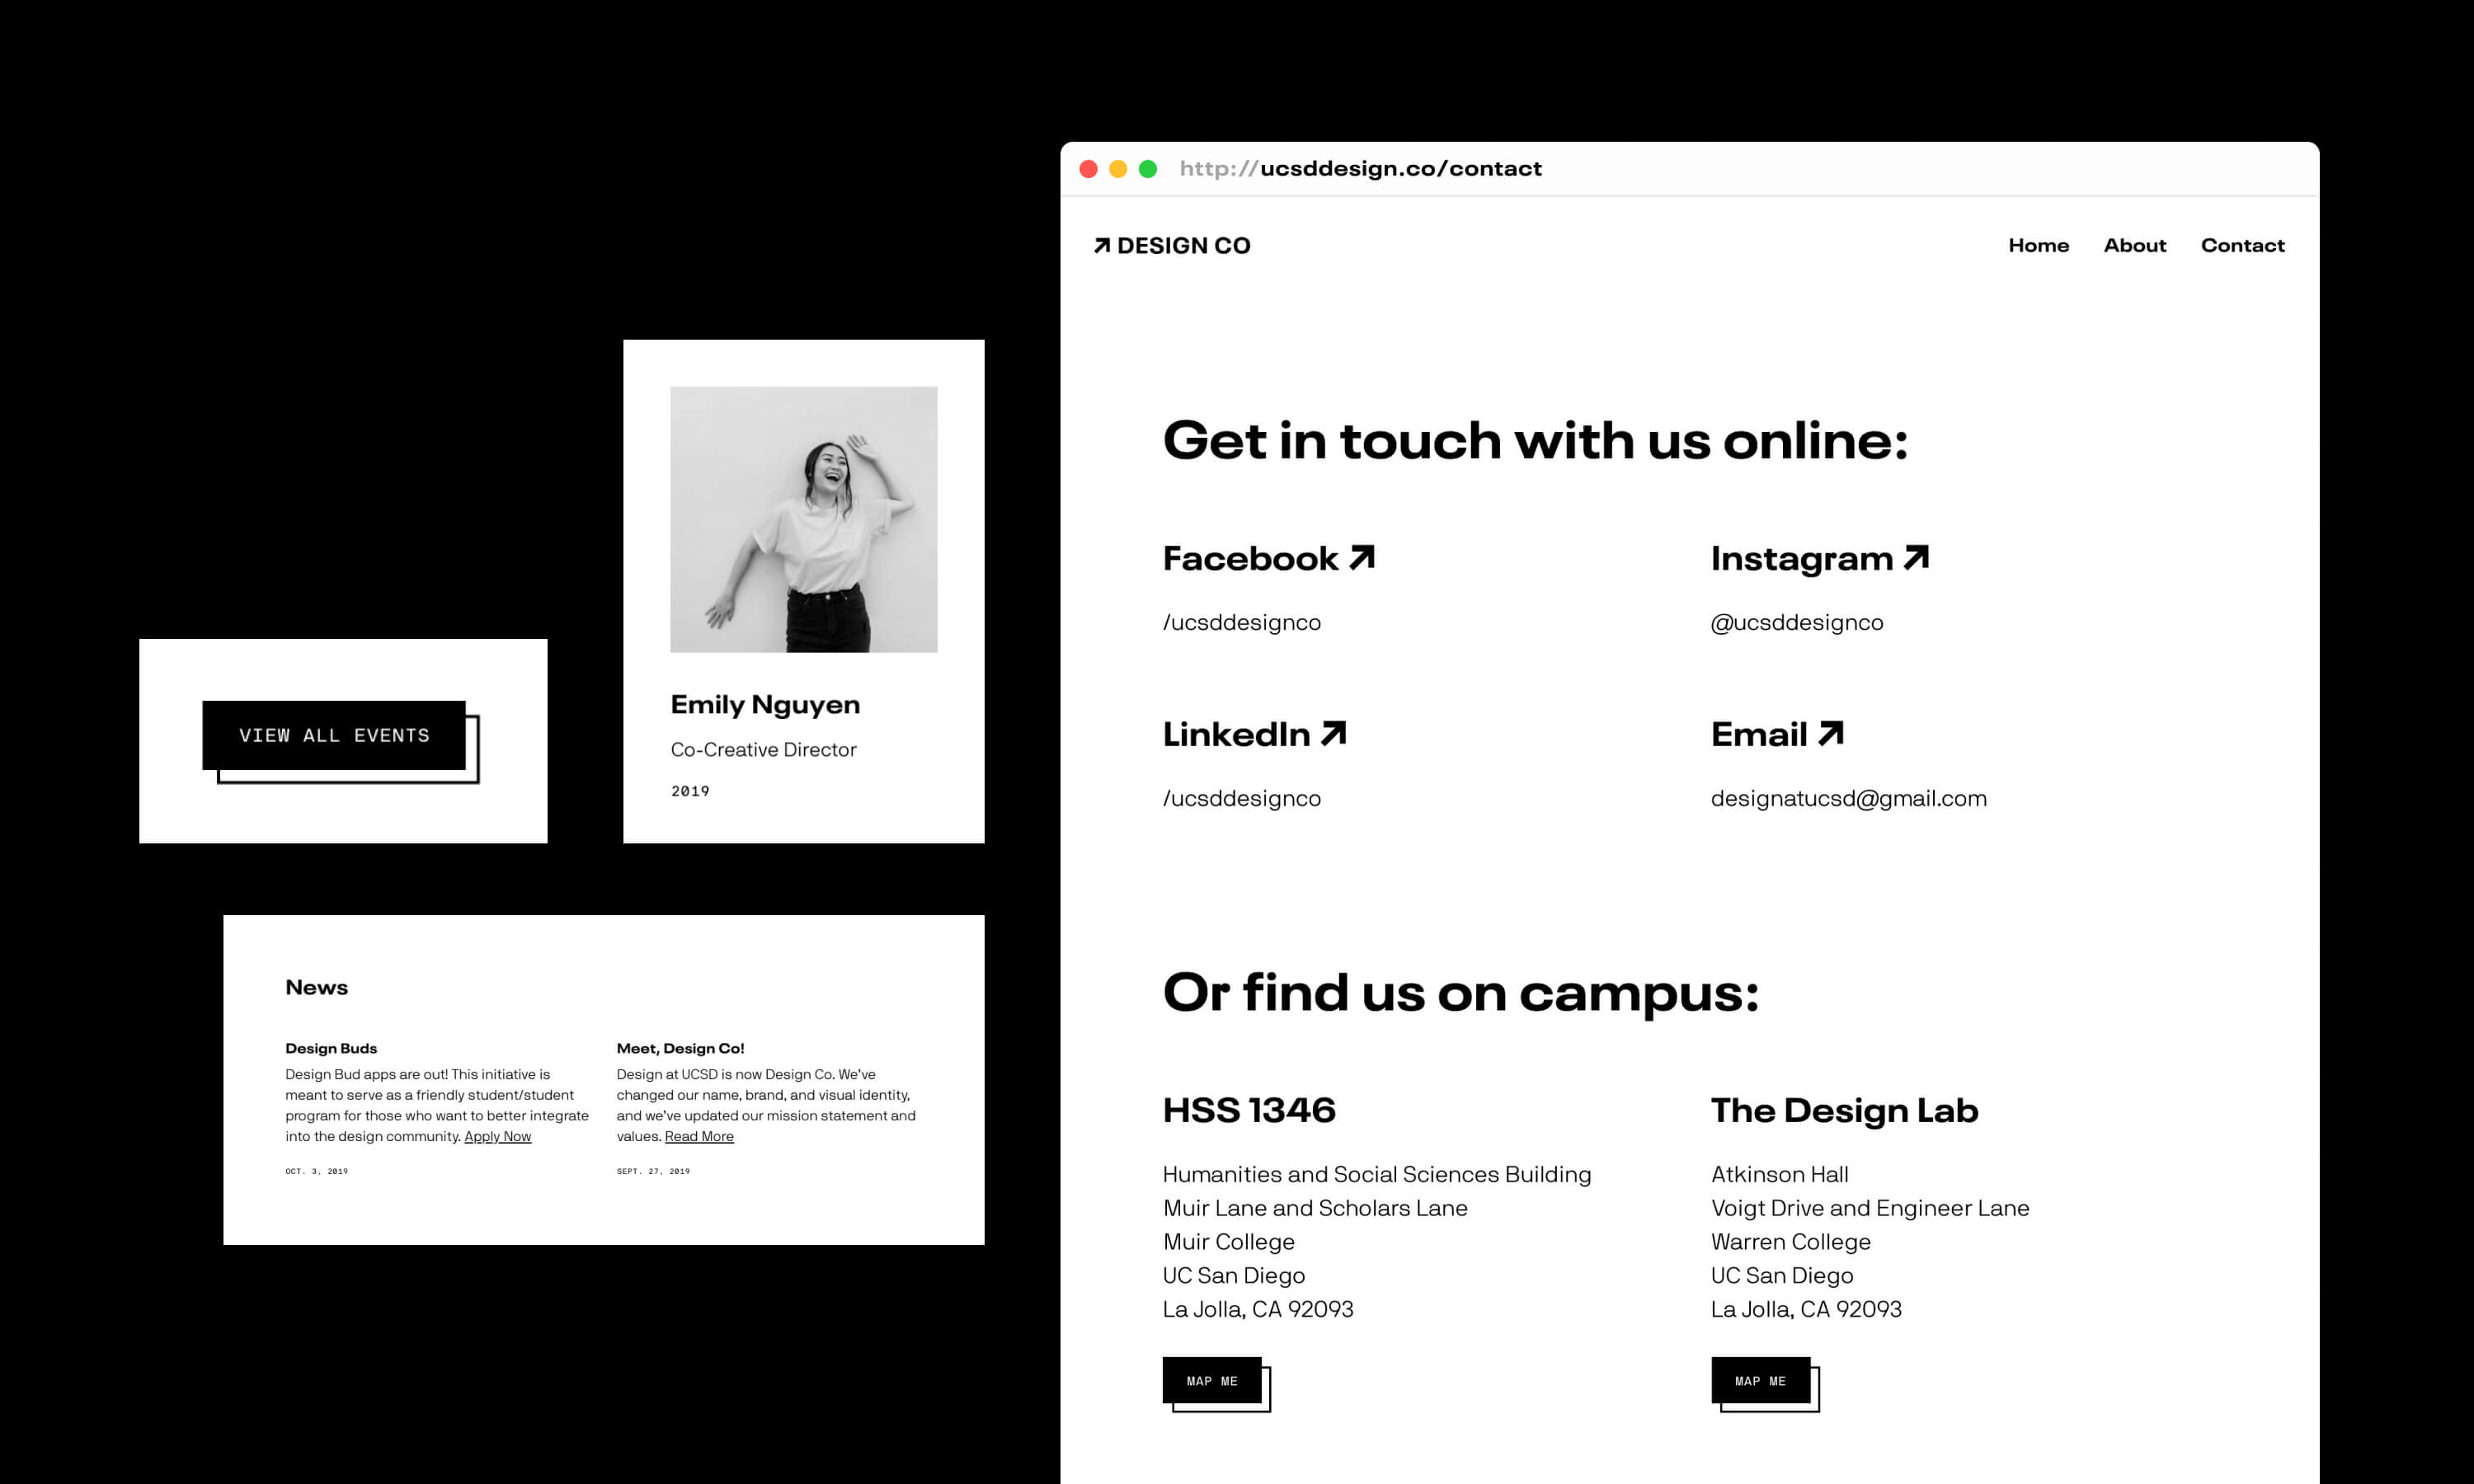 VIEW ALL EVENTS
Emily Nguyen
Co-Creative Director
2019
News
Design Buds
Design Bud apps are out! This initiative is
meant to serve as a friendly student/student
program for those who want to better integrate
into the design community. Apply Now
OCT. 3, 2019
Meet, Design Co!
Design at UCSD is now Design Co. We've
changed our name, brand, and visual identity,
and we've updated our mission statement and
values. Read More
SEPT. 27, 2019
http://ucsddesign.co/contact
↗ DESIGN CO
Home About Contact
Get in touch with us online:
Facebook ↗
/ucsddesignco
Instagram ↗
@ucsddesignco
LinkedIn ↗
/ucsddesignco
Email ↗
designatucsd@gmail.com
Or find us on campus:
HSS 1346
Humanities and Social Sciences Building
Muir Lane and Scholars Lane
Muir College
UC San Diego
La Jolla, CA 92093
MAP ME
The Design Lab
Atkinson Hall
Voigt Drive and Engineer Lane
Warren College
UC San Diego
La Jolla, CA 92093
MAP ME